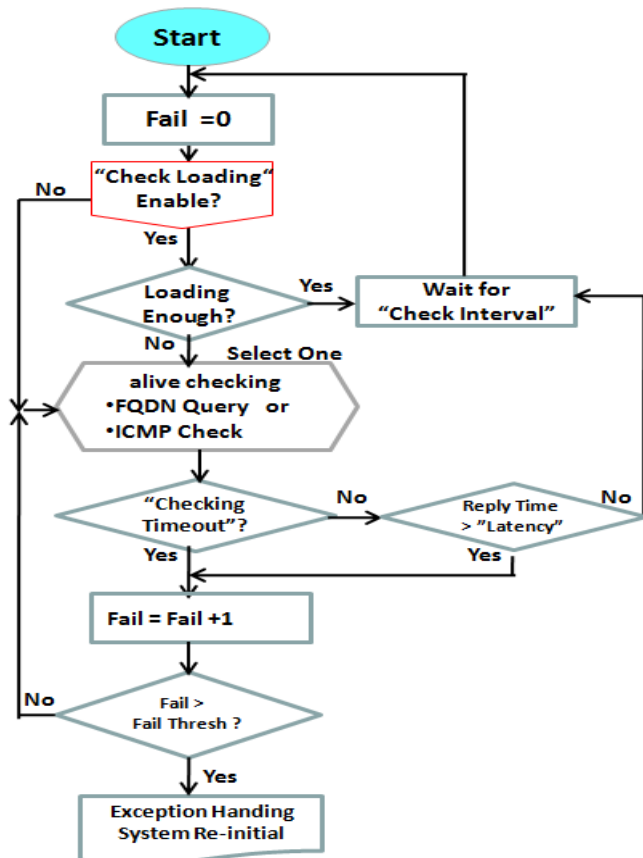 Start
Fail =0
“Check Loading“
Enable?
No
Yes
Loading
Enough?
Yes
Wait for
“Check Interval”
No
Select One
alive checking
•FQDN Query or
•ICMP Check
“Checking
Timeout”?
No
Reply Time
> ”Latency”
No
Yes
Yes
Fail = Fail +1
No
Fail >
Fail Thresh ?
Yes
Exception Handing
System Re-initial